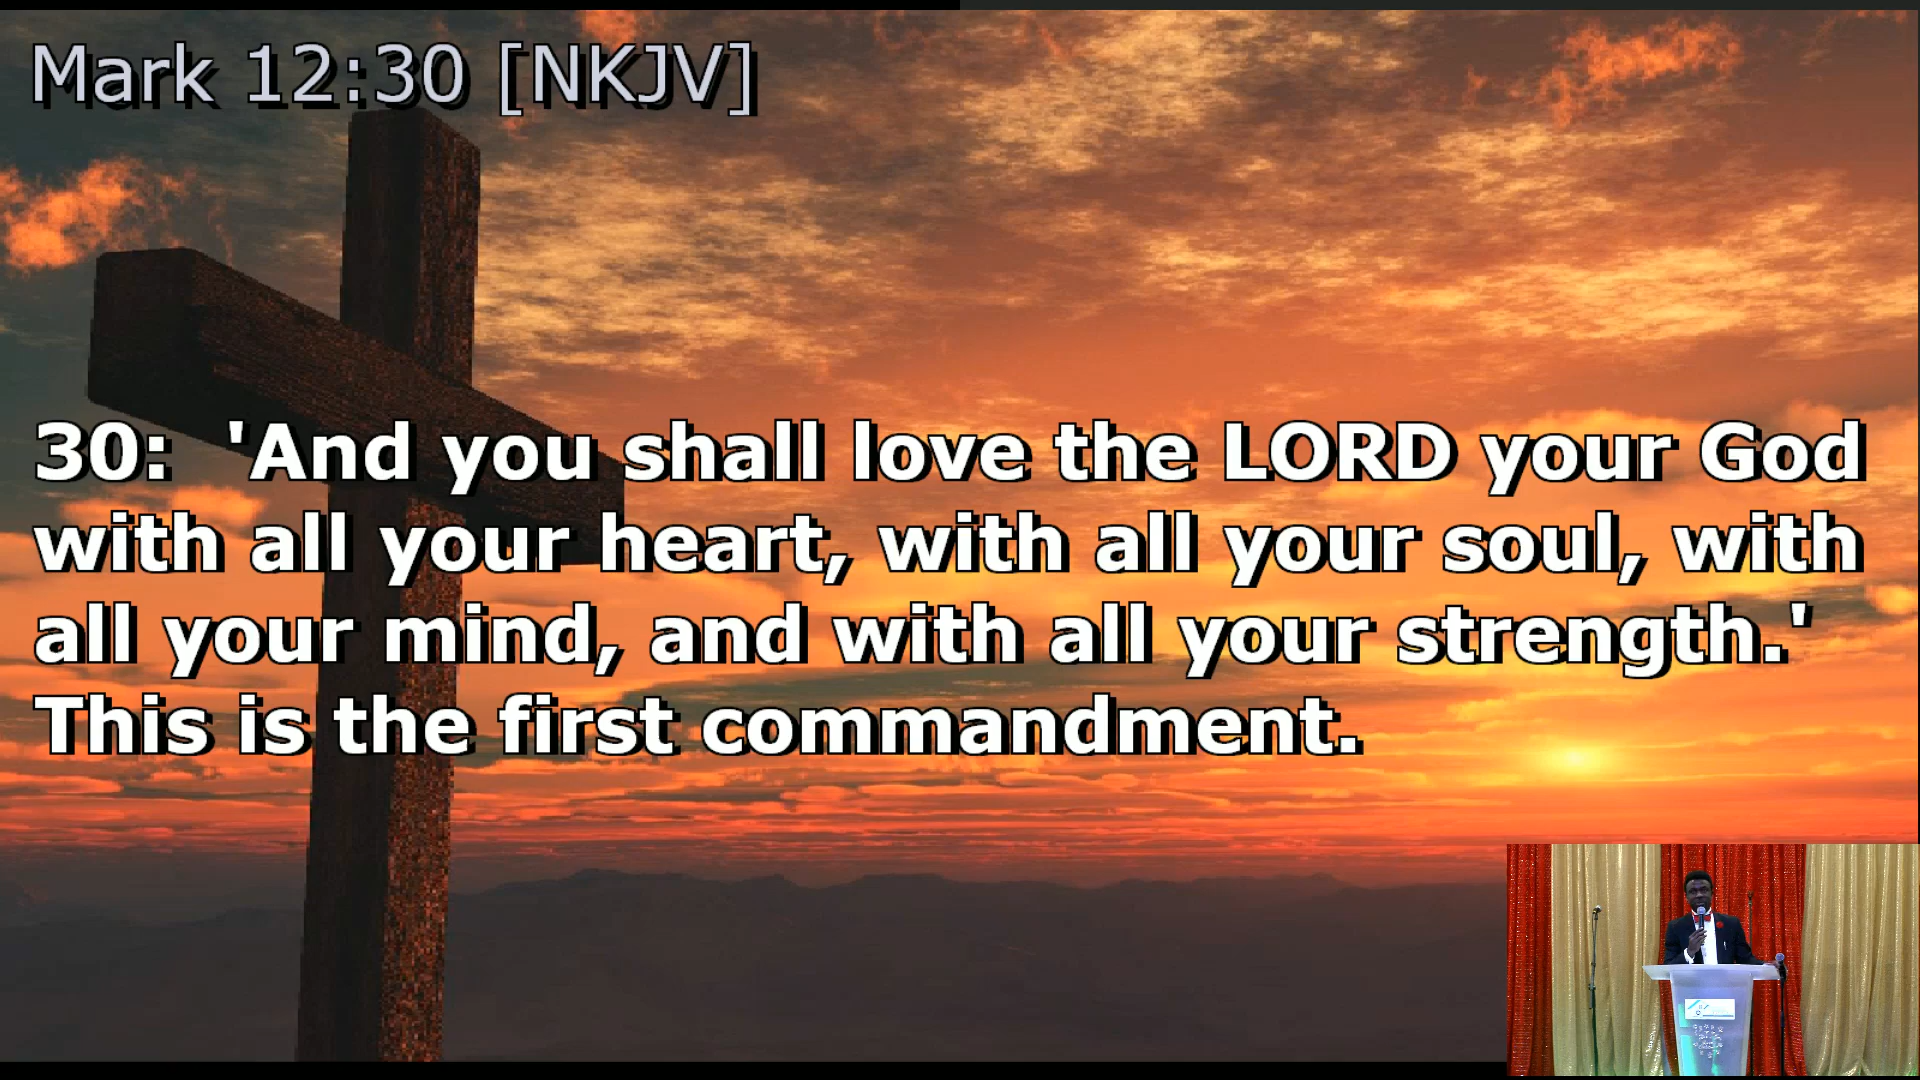 Mark 12:30 [NKJV]
30:  'And you shall love the LORD your God
with all your heart, with all your soul, with
all your mind, and with all your strength.'
This is the first commandment.